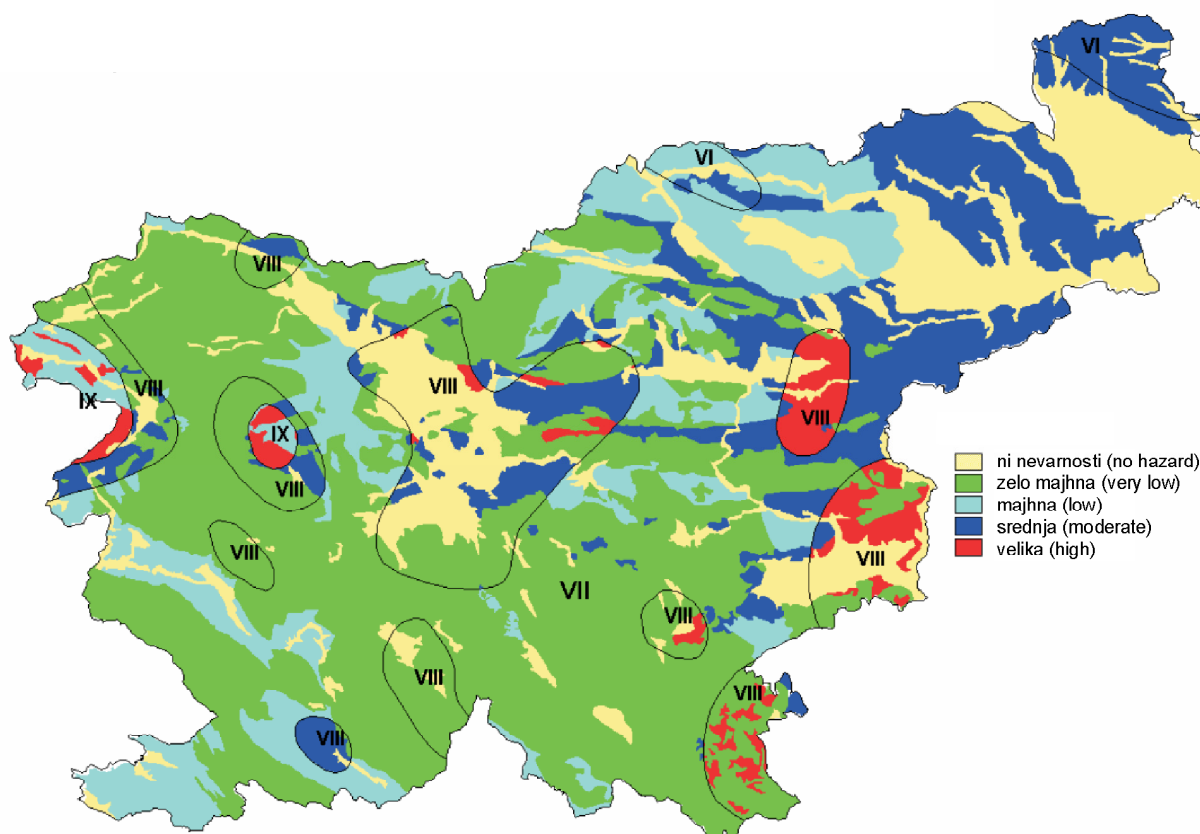 VI
VI
VIII
VIII
VIII
IX
IX
VIII
VIII
ni nevarnosti (no hazard)
zelo majhna (very low)
majhna (low)
srednja (moderate)
velika (high)
VIII
VIII
VIII
VII
VIII
VIII
VIII
VIII